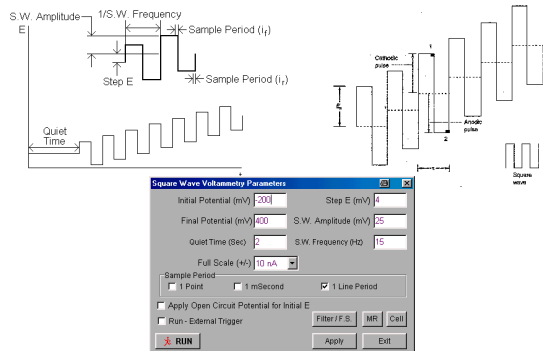 S.W. Amplitude
1/S.W. Frequency
E
Sample Period (if)
Step E
Sample Period (ir)
Quiet
Time
Cathodic
pulse
1
Anodic
pulse
2
Square
wave
Square Wave Voltammetry Parameters
Initial Potential (mV) -200
Step E (mV) 4
Final Potential (mV) 400
S.W. Amplitude (mV) 25
Quiet Time (Sec) 2
S.W. Frequency (Hz) 15
Full Scale (+/-) 10 nA
Sample Period
1 Point
1 mSecond
1 Line Period
Apply Open Circuit Potential for Initial E
Run - External Trigger
Filter / F.S.
MR
Cell
RUN
Apply
Exit